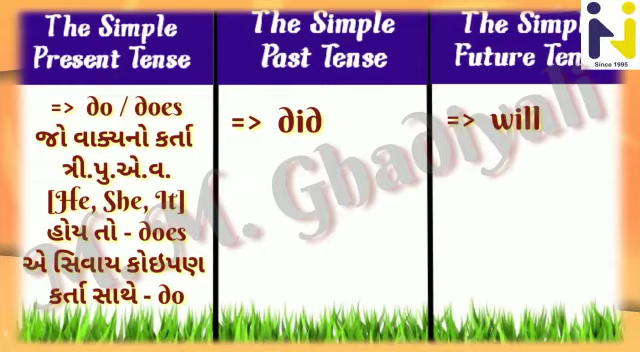 The Simple
Present Tense
=> do / does
જો વાક્યનો કર્તા
ત્રી.પુ.એ.વ.
[He, She, It]
હોય તો - does
એ સિવાય કોઇપણ
કર્તા સાથે - do
The Simple
Past Tense
=> did
The Simpl
Future Ten
=> will
Since 1995
M. M. Ghadiyali